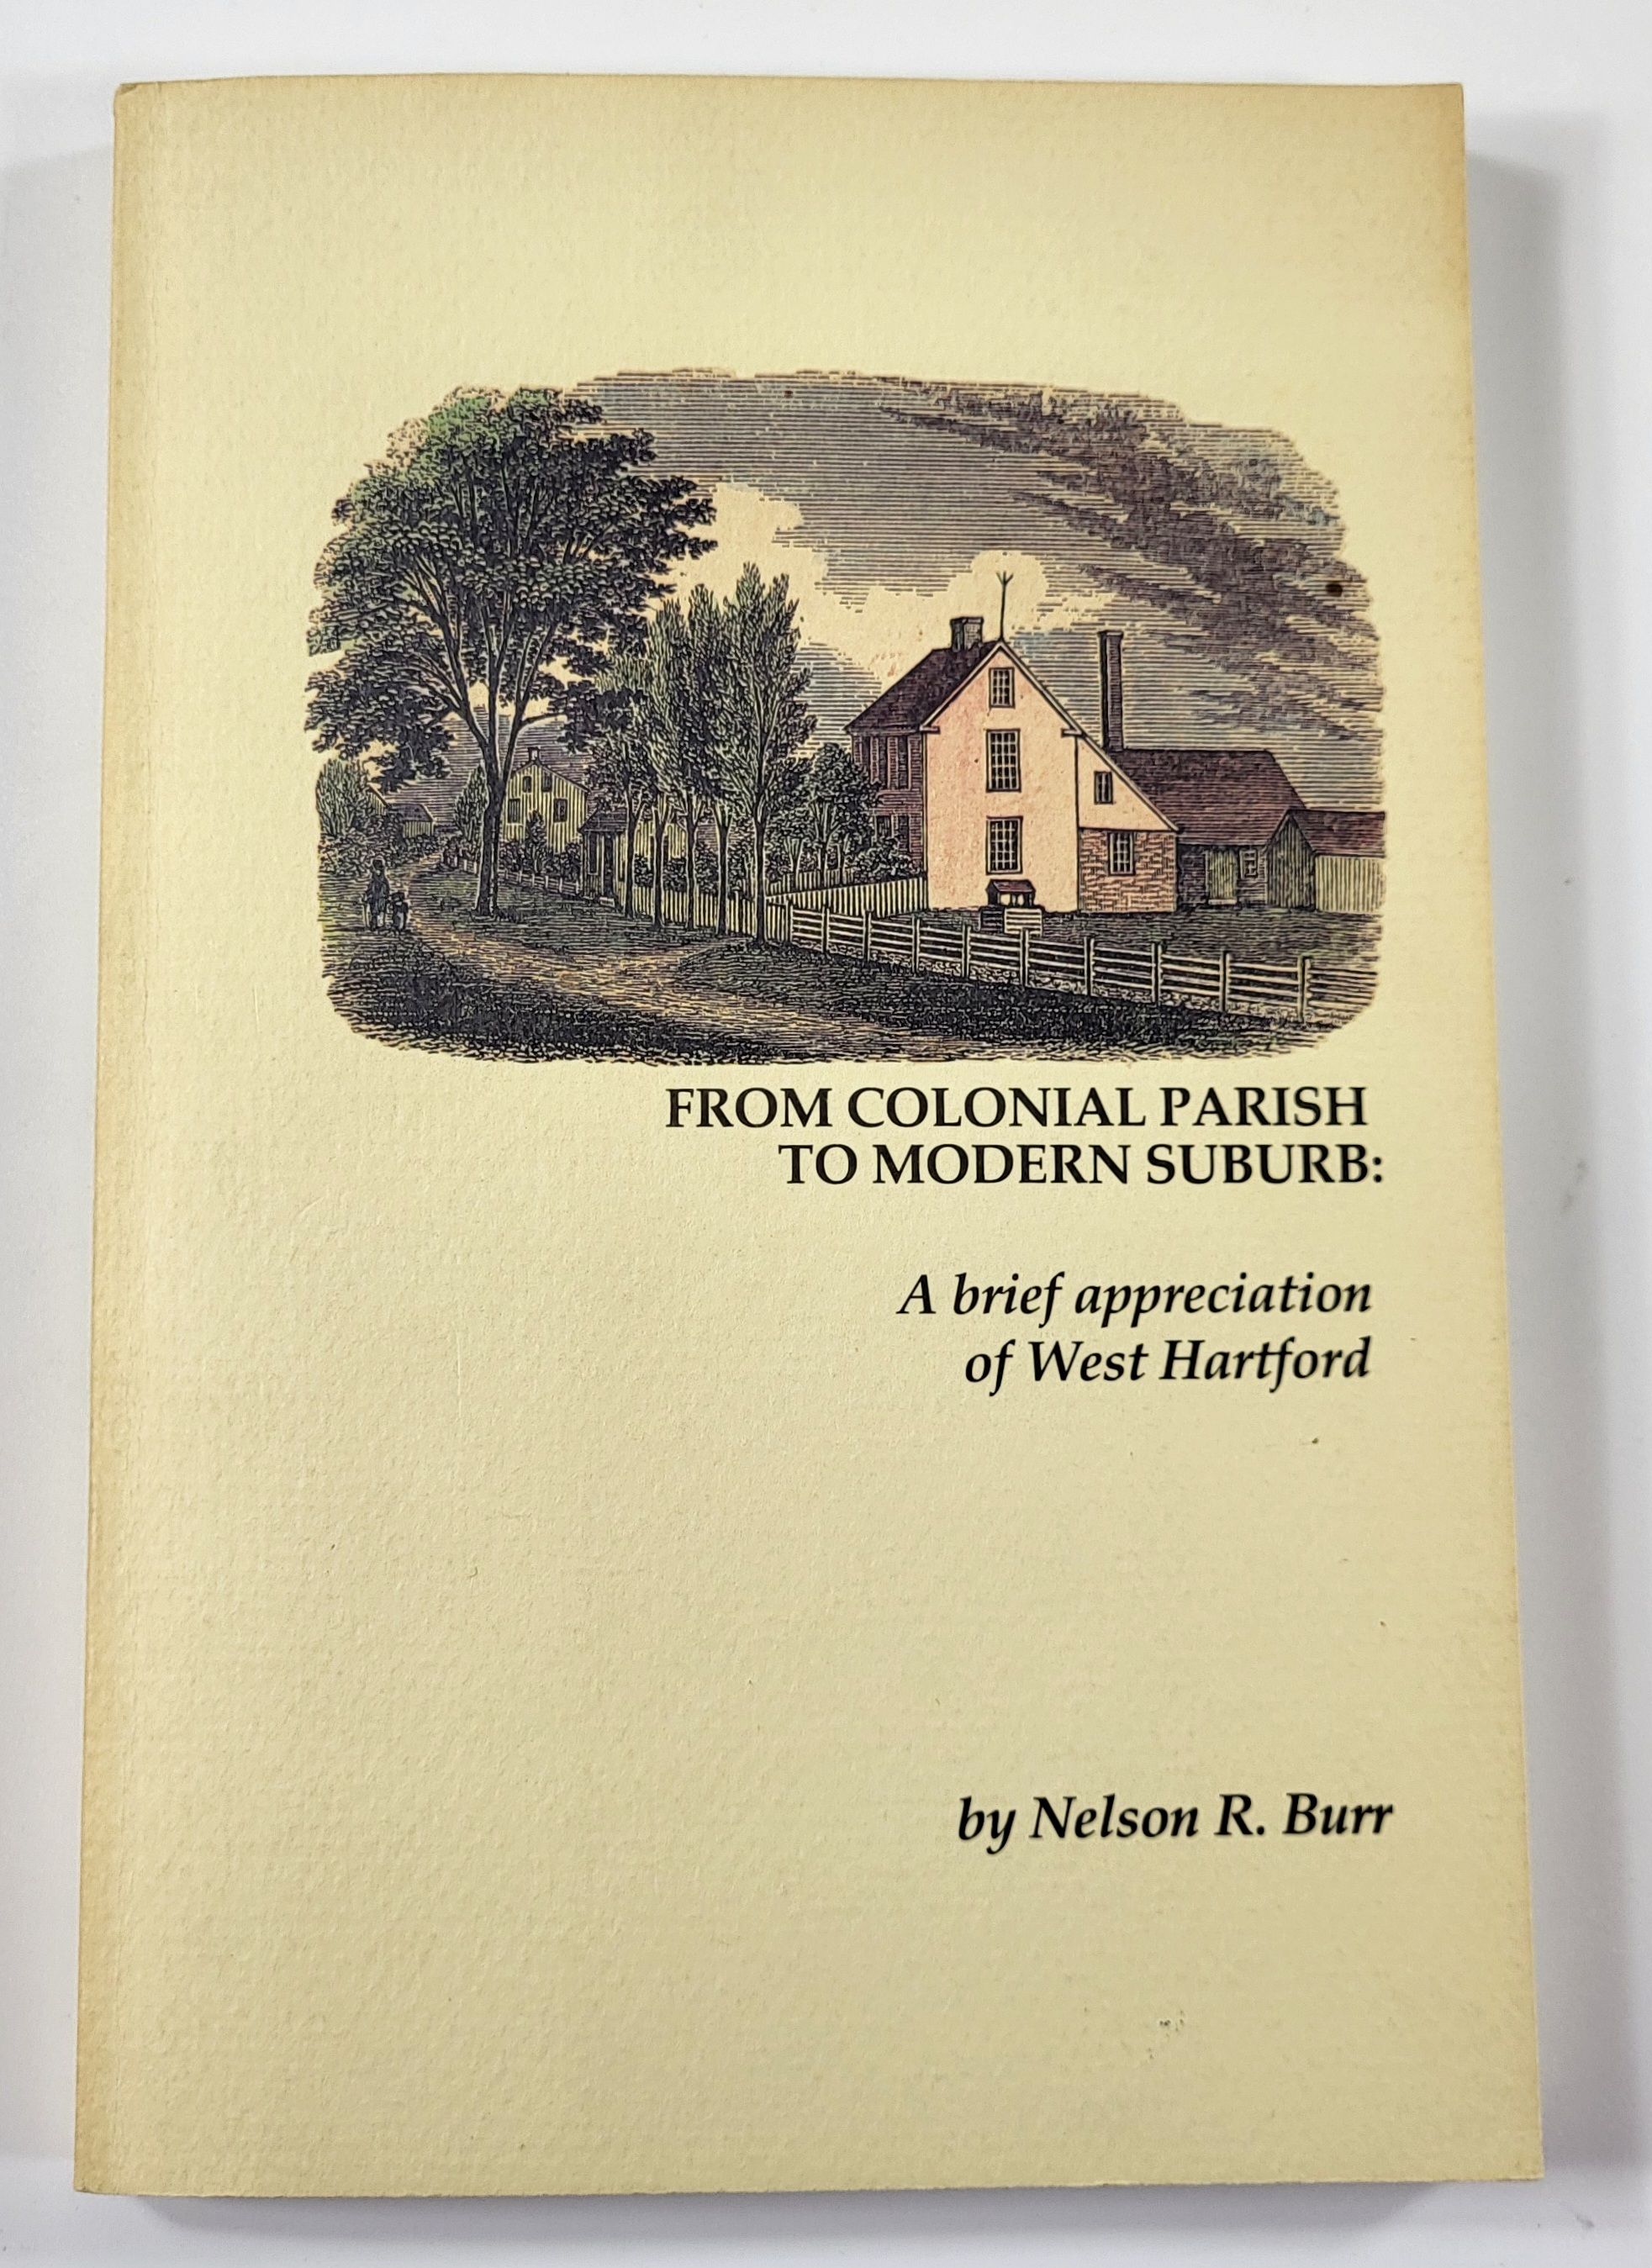 FROM COLONIAL PARISH
TO MODERN SUBURB:
A brief appreciation
of West Hartford
by Nelson R. Burr